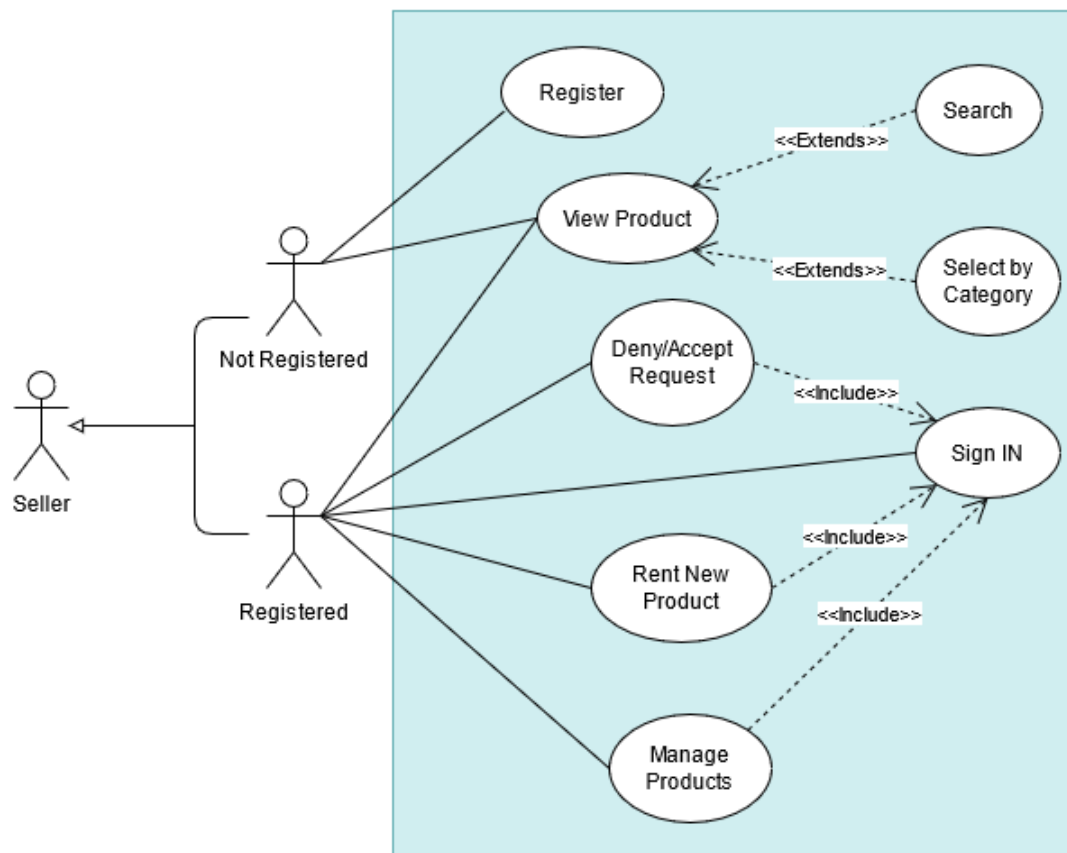 Register
Search
<<Extends>>
View Product
<<Extends>>
Select by
Category
Not Registered
Deny/Accept
Request
<<Include>>
Seller
Sign IN
<<Include>>
Rent New
Product
Registered
<<Include>>
Manage
Products